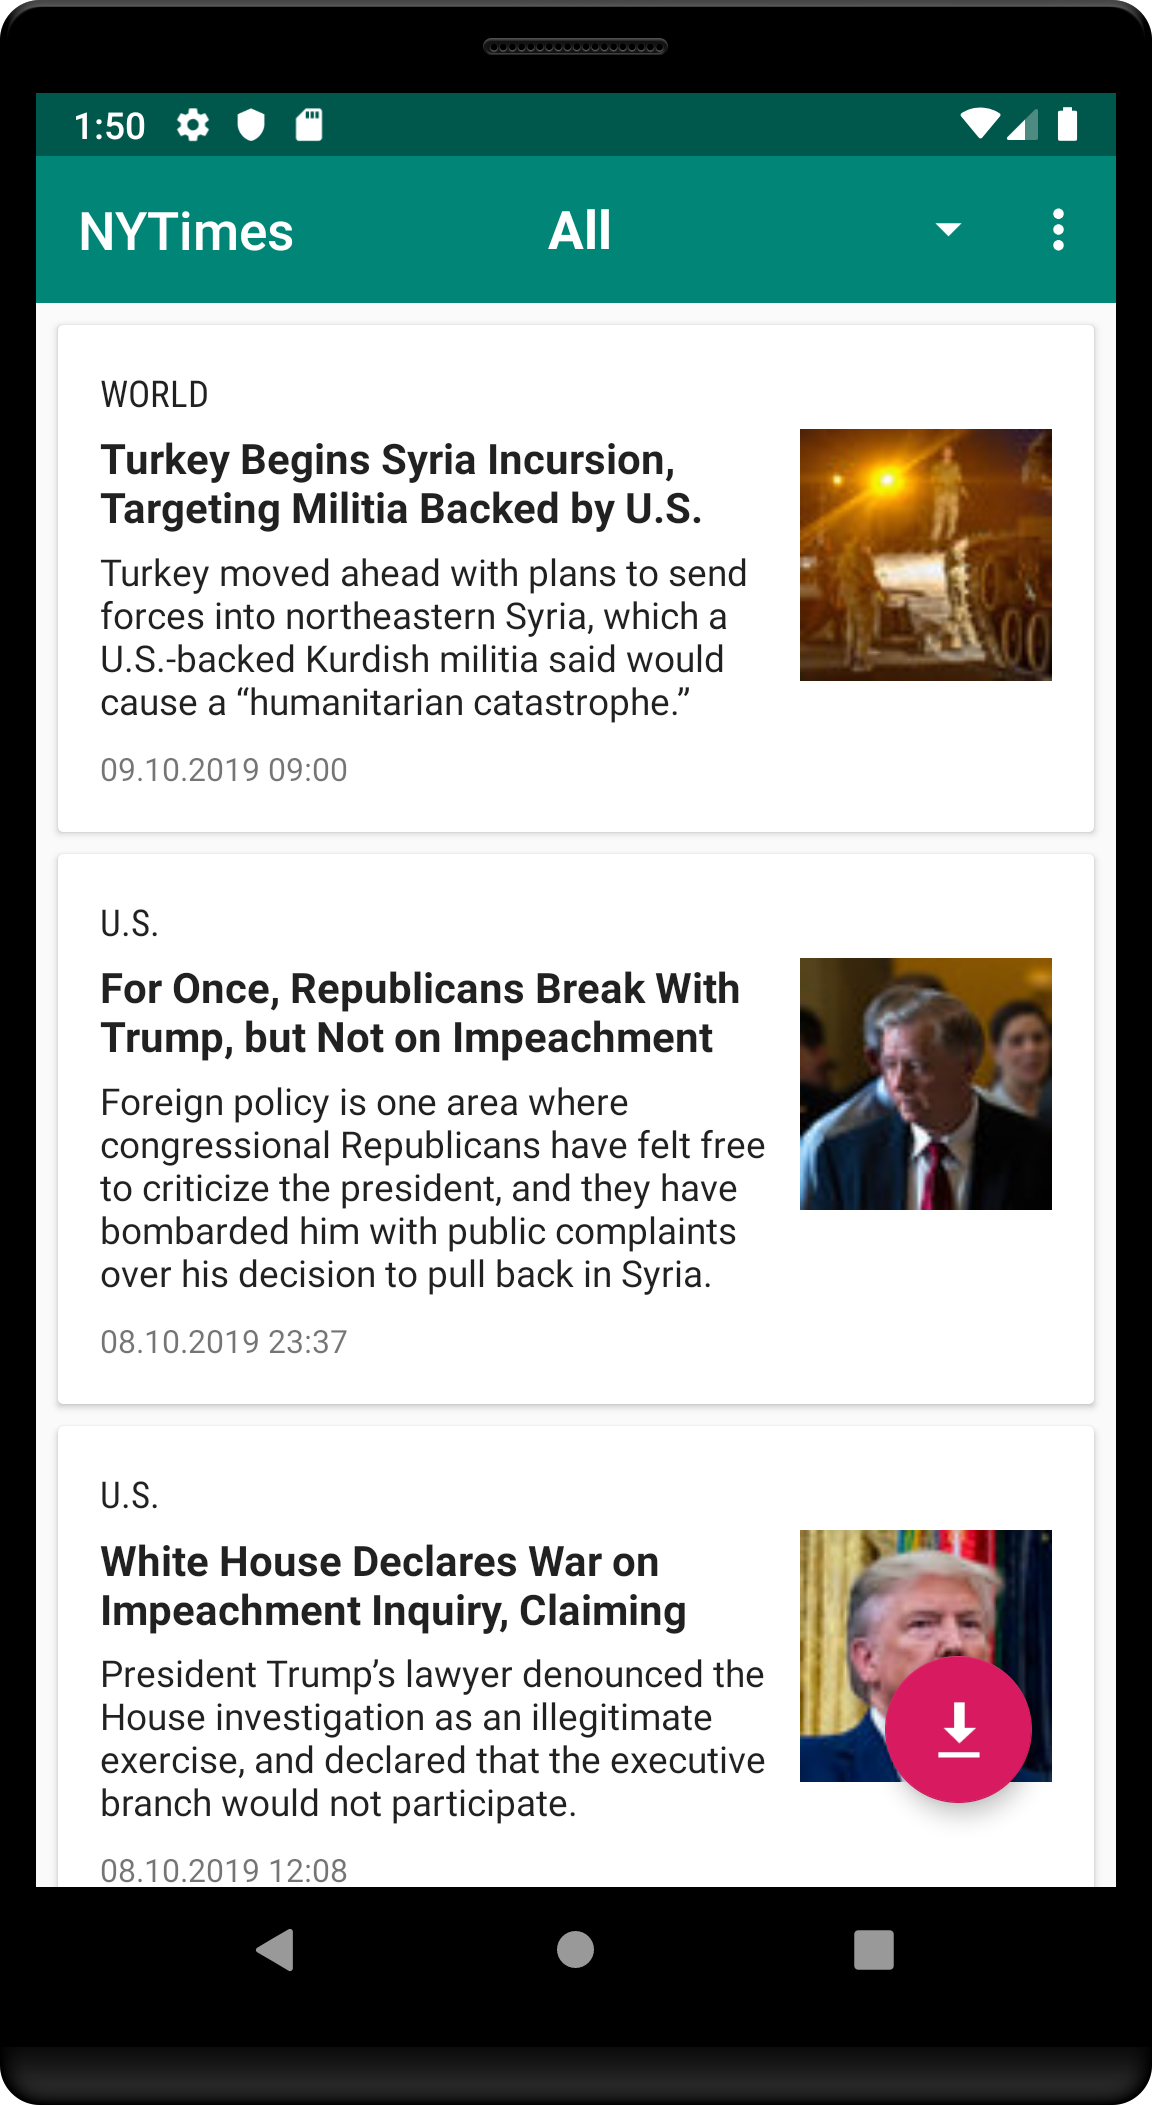 1:50
NYTimes All
WORLD
Turkey Begins Syria Incursion,
Targeting Militia Backed by U.S.
Turkey moved ahead with plans to send
forces into northeastern Syria, which a
U.S.-backed Kurdish militia said would
cause a “humanitarian catastrophe.”
09.10.2019 09:00
U.S.
For Once, Republicans Break With
Trump, but Not on Impeachment
Foreign policy is one area where
congressional Republicans have felt free
to criticize the president, and they have
bombarded him with public complaints
over his decision to pull back in Syria.
08.10.2019 23:37
U.S.
White House Declares War on
Impeachment Inquiry, Claiming
President Trump’s lawyer denounced the
House investigation as an illegitimate
exercise, and declared that the executive
branch would not participate.
08.10.2019 12:08